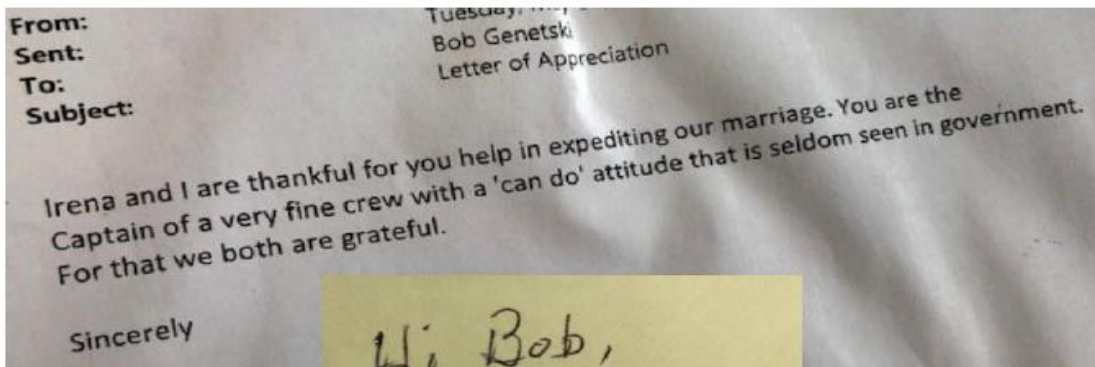 From:
Sent: Tuesday,
To: Bob Genetski
Subject: Letter of Appreciation
Irena and I are thankful for you help in expediting our marriage. You are the
Captain of a very fine crew with a 'can do' attitude that is seldom seen in government.
For that we both are grateful.
Sincerely
Hi Bob,